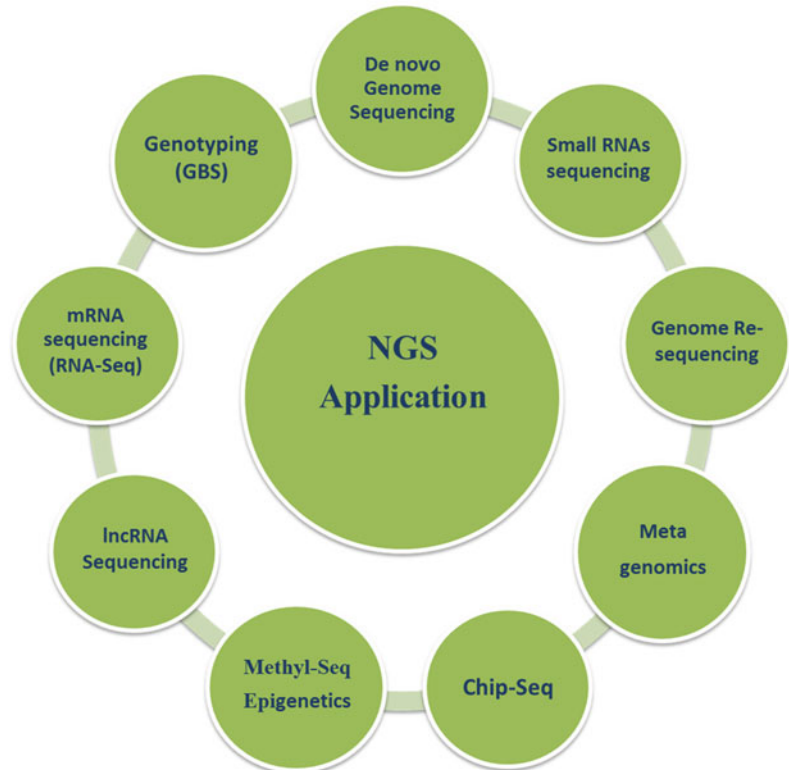 De novo
Genome
Sequencing
Small RNAs
sequencing
Genome Re-
sequencing
Meta
genomics
Chip-Seq
Methyl-Seq
Epigenetics
lncRNA
Sequencing
mRNA
sequencing
(RNA-Seq)
Genotyping
(GBS)
NGS
Application